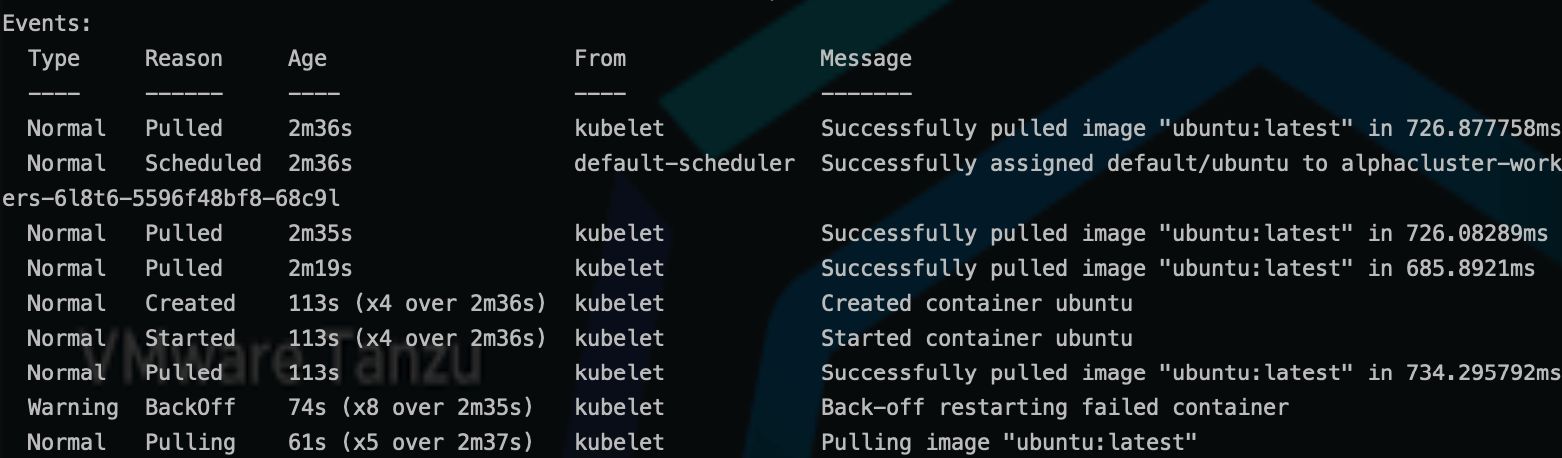 Events:
Type Reason Age From Message
---- ------ ---- ---- -------
Normal Pulled 2m36s kubelet Successfully pulled image "ubuntu:latest" in 726.877758ms
Normal Scheduled 2m36s default-scheduler Successfully assigned default/ubuntu to alphacluster-work
ers-6l8t6-5596f48bf8-68c9l
Normal Pulled 2m35s kubelet Successfully pulled image "ubuntu:latest" in 726.08289ms
Normal Pulled 2m19s kubelet Successfully pulled image "ubuntu:latest" in 685.8921ms
Normal Created 113s (x4 over 2m36s) kubelet Created container ubuntu
Normal Started 113s (x4 over 2m36s) kubelet Started container ubuntu
VMware Tanzu
Normal Pulled 113s kubelet Successfully pulled image "ubuntu:latest" in 734.295792ms
Warning BackOff 74s (x8 over 2m35s) kubelet Back-off restarting failed container
Normal Pulling 61s (x5 over 2m37s) kubelet Pulling image "ubuntu:latest"